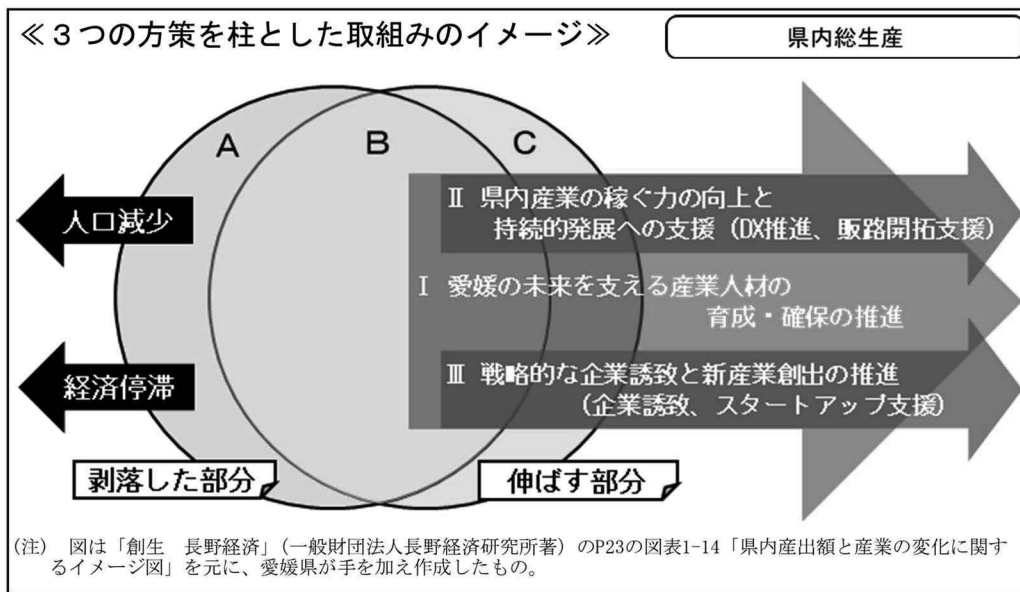 ≪３つの方策を柱とした取組みのイメージ≫
県内総生産
A
B
C
人口減少
経済停滞
Ⅱ 県内産業の稼ぐ力の向上と
持続的発展への支援（DX推進、販路開拓支援）
Ⅰ 愛媛の未来を支える産業人材の
育成・確保の推進
Ⅲ 戦略的な企業誘致と新産業創出の推進
（企業誘致、スタートアップ支援）
剥落した部分
伸ばす部分
(注)　図は「創生　長野経済」（一般財団法人長野経済研究所著）のP23の図表1-14「県内産出額と産業の変化に関す
るイメージ図」を元に、愛媛県が手を加え作成したもの。